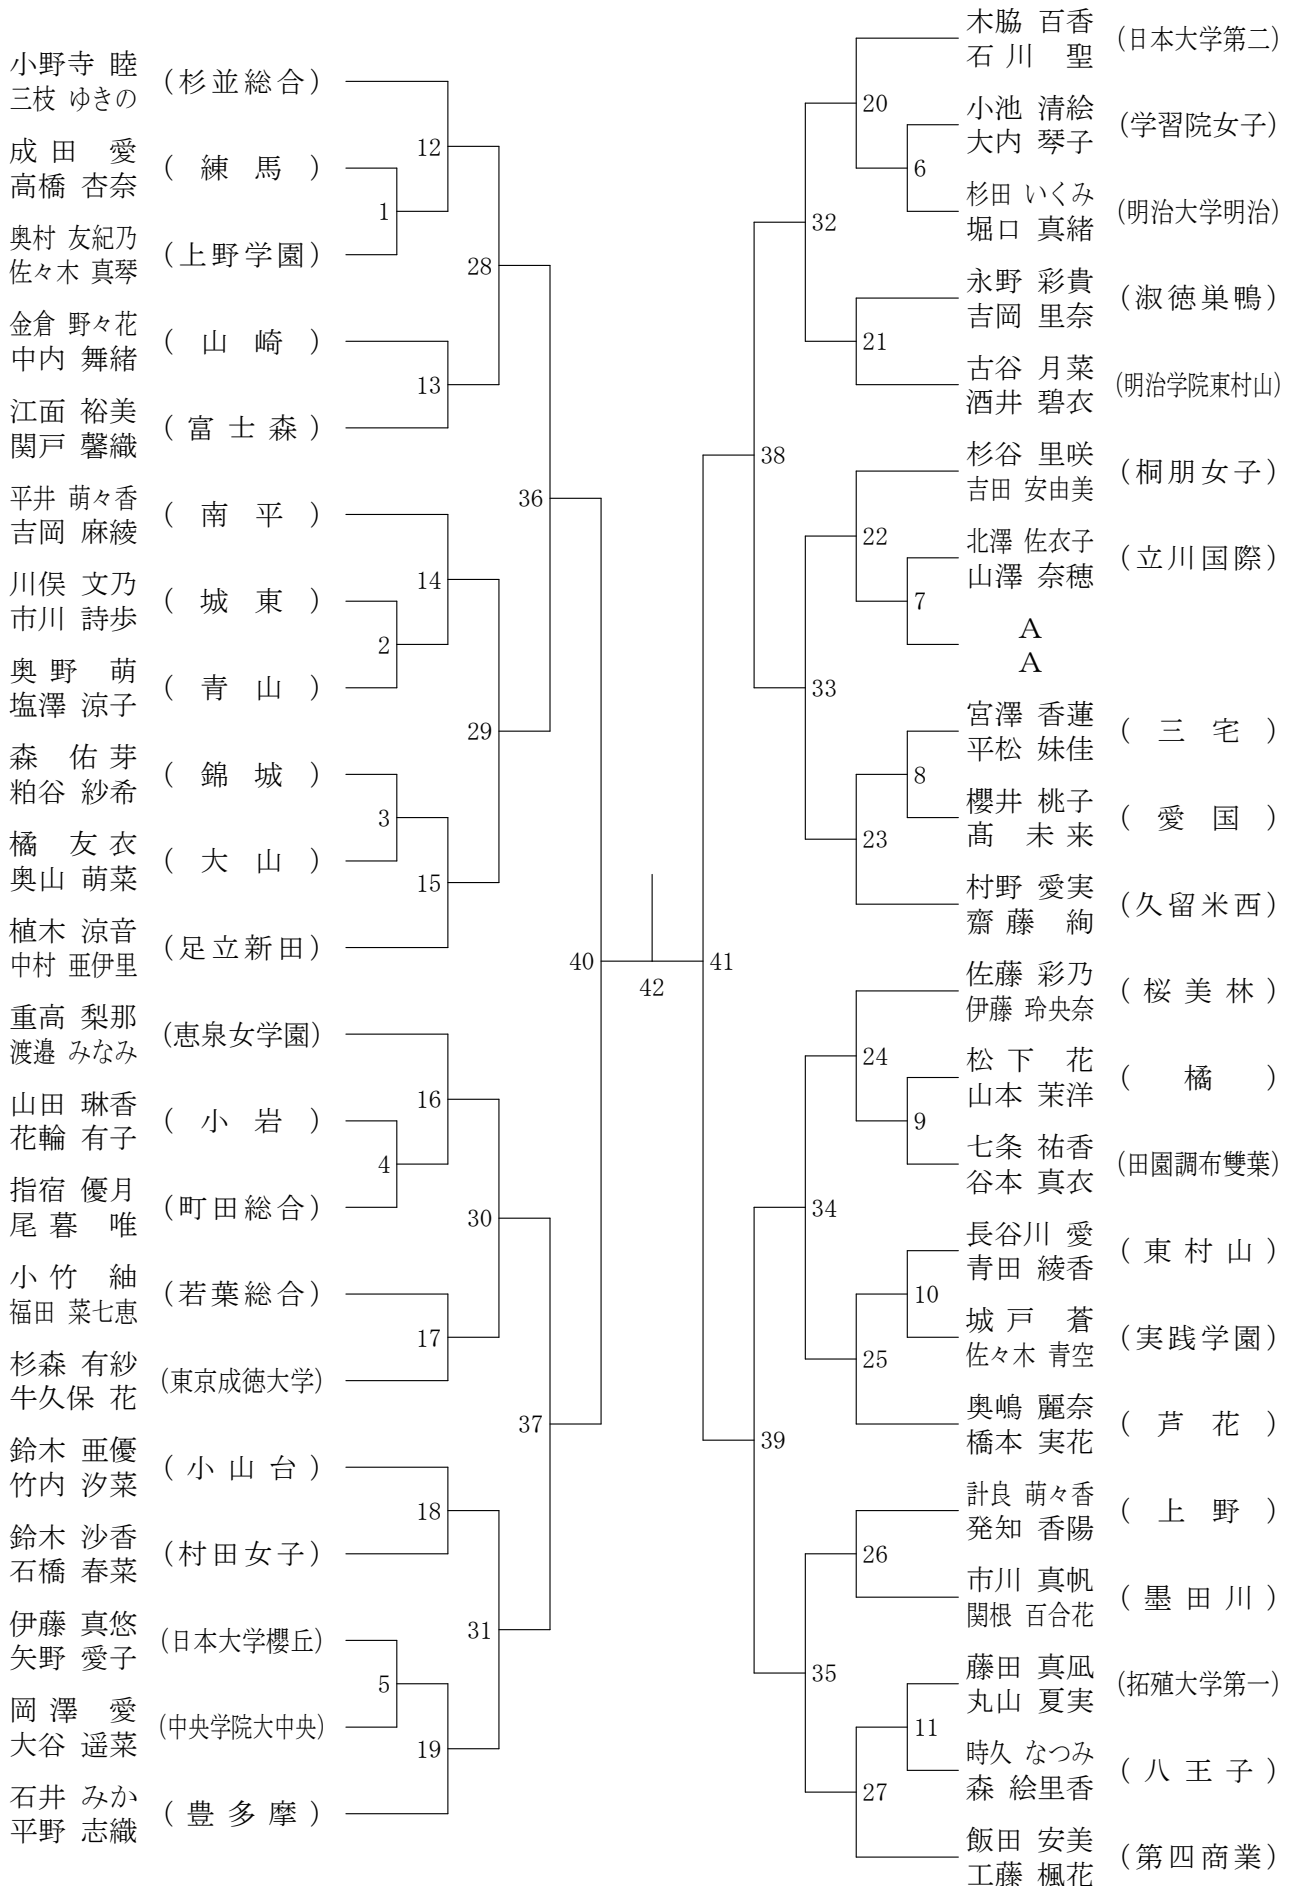 小野寺 睦
三枝 ゆきの
(杉並総合)
12
成田 愛
高橋 杏奈
(練馬)
1
奥村 友紀乃
佐々木 真琴
(上野学園)
28
金倉 野々花
中内 舞緒
(山崎)
13
江面 裕美
関戸 馨織
(富士森)
36
平井 萌々香
吉岡 麻綾
(南平)
14
川俣 文乃
市川 詩歩
(城東)
2
奥野 萌
塩澤 涼子
(青山)
29
森 佑芽
粕谷 紗希
(錦城)
3
橘 友衣
奥山 萌菜
(大山)
15
植木 涼音
中村 亜伊里
(足立新田)
40
重高 梨那
渡邉 みなみ
(恵泉女学園)
16
山田 琳香
花輪 有子
(小岩)
4
指宿 優月
尾暮 唯
(町田総合)
30
小竹 紬
福田 菜七恵
(若葉総合)
17
杉森 有紗
牛久保 花
(東京成徳大学)
37
鈴木 亜優
竹内 汐菜
(小山台)
18
鈴木 沙香
石橋 春菜
(村田女子)
31
伊藤 真悠
矢野 愛子
(日本大学櫻丘)
5
岡澤 愛
大谷 遥菜
(中央学院大中央)
19
石井 みか
平野 志織
(豊多摩)
42
木脇 百香
石川 聖
(日本大学第二)
20
小池 清絵
大内 琴子
(学習院女子)
6
杉田 いくみ
堀口 真緒
(明治大学明治)
32
永野 彩貴
吉岡 里奈
(淑徳巣鴨)
21
古谷 月菜
酒井 碧衣
(明治学院東村山)
38
杉谷 里咲
吉田 安由美
(桐朋女子)
22
北澤 佐衣子
山澤 奈穂
(立川国際)
7
A
A
33
宮澤 香蓮
平松 妹佳
(三宅)
8
櫻井 桃子
髙 未来
(愛国)
23
村野 愛実
齋藤 絢
(久留米西)
41
佐藤 彩乃
伊藤 玲央奈
(桜美林)
24
松下 花
山本 茉洋
(橘)
9
七条 祐香
谷本 真衣
(田園調布雙葉)
34
長谷川 愛
青田 綾香
(東村山)
10
城戸 蒼
佐々木 青空
(実践学園)
25
奥嶋 麗奈
橋本 実花
(芦花)
39
計良 萌々香
発知 香陽
(上野)
26
市川 真帆
関根 百合花
(墨田川)
35
藤田 真凪
丸山 夏実
(拓殖大学第一)
11
時久 なつみ
森 絵里香
(八王子)
27
飯田 安美
工藤 楓花
(第四商業)